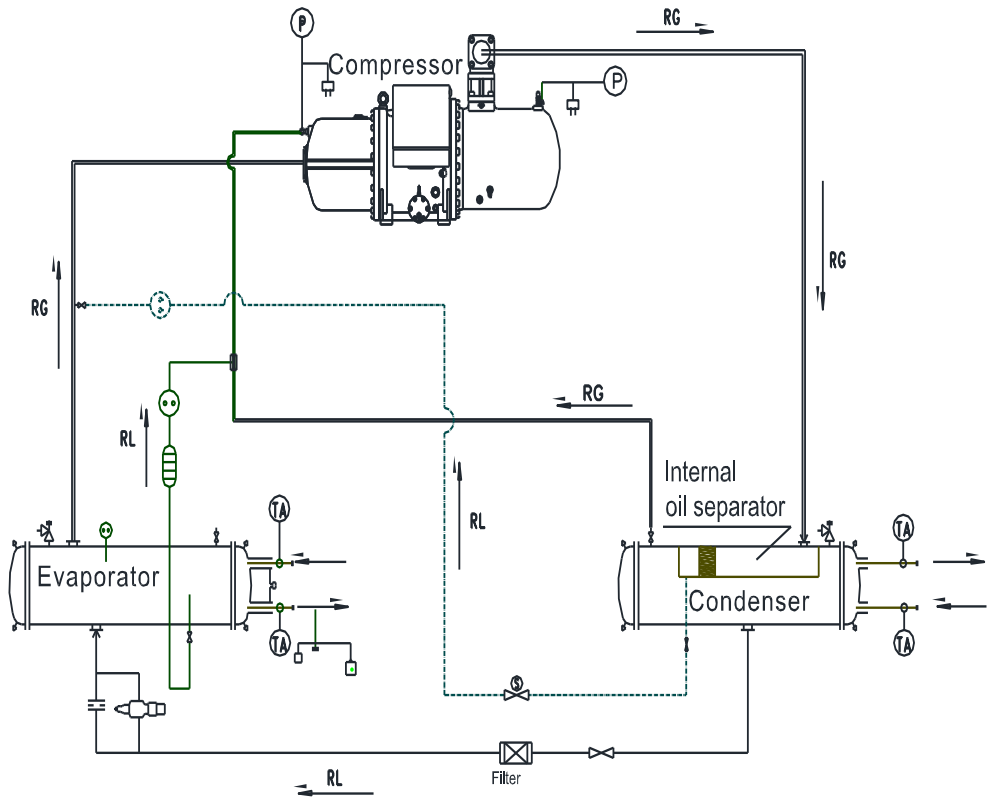 P
RG
Compressor
P
RG
RG
RG
RL
Internal
oil separator
RL
TA
TA
Evaporator
Condenser
TA
TA
S
Filter
RL